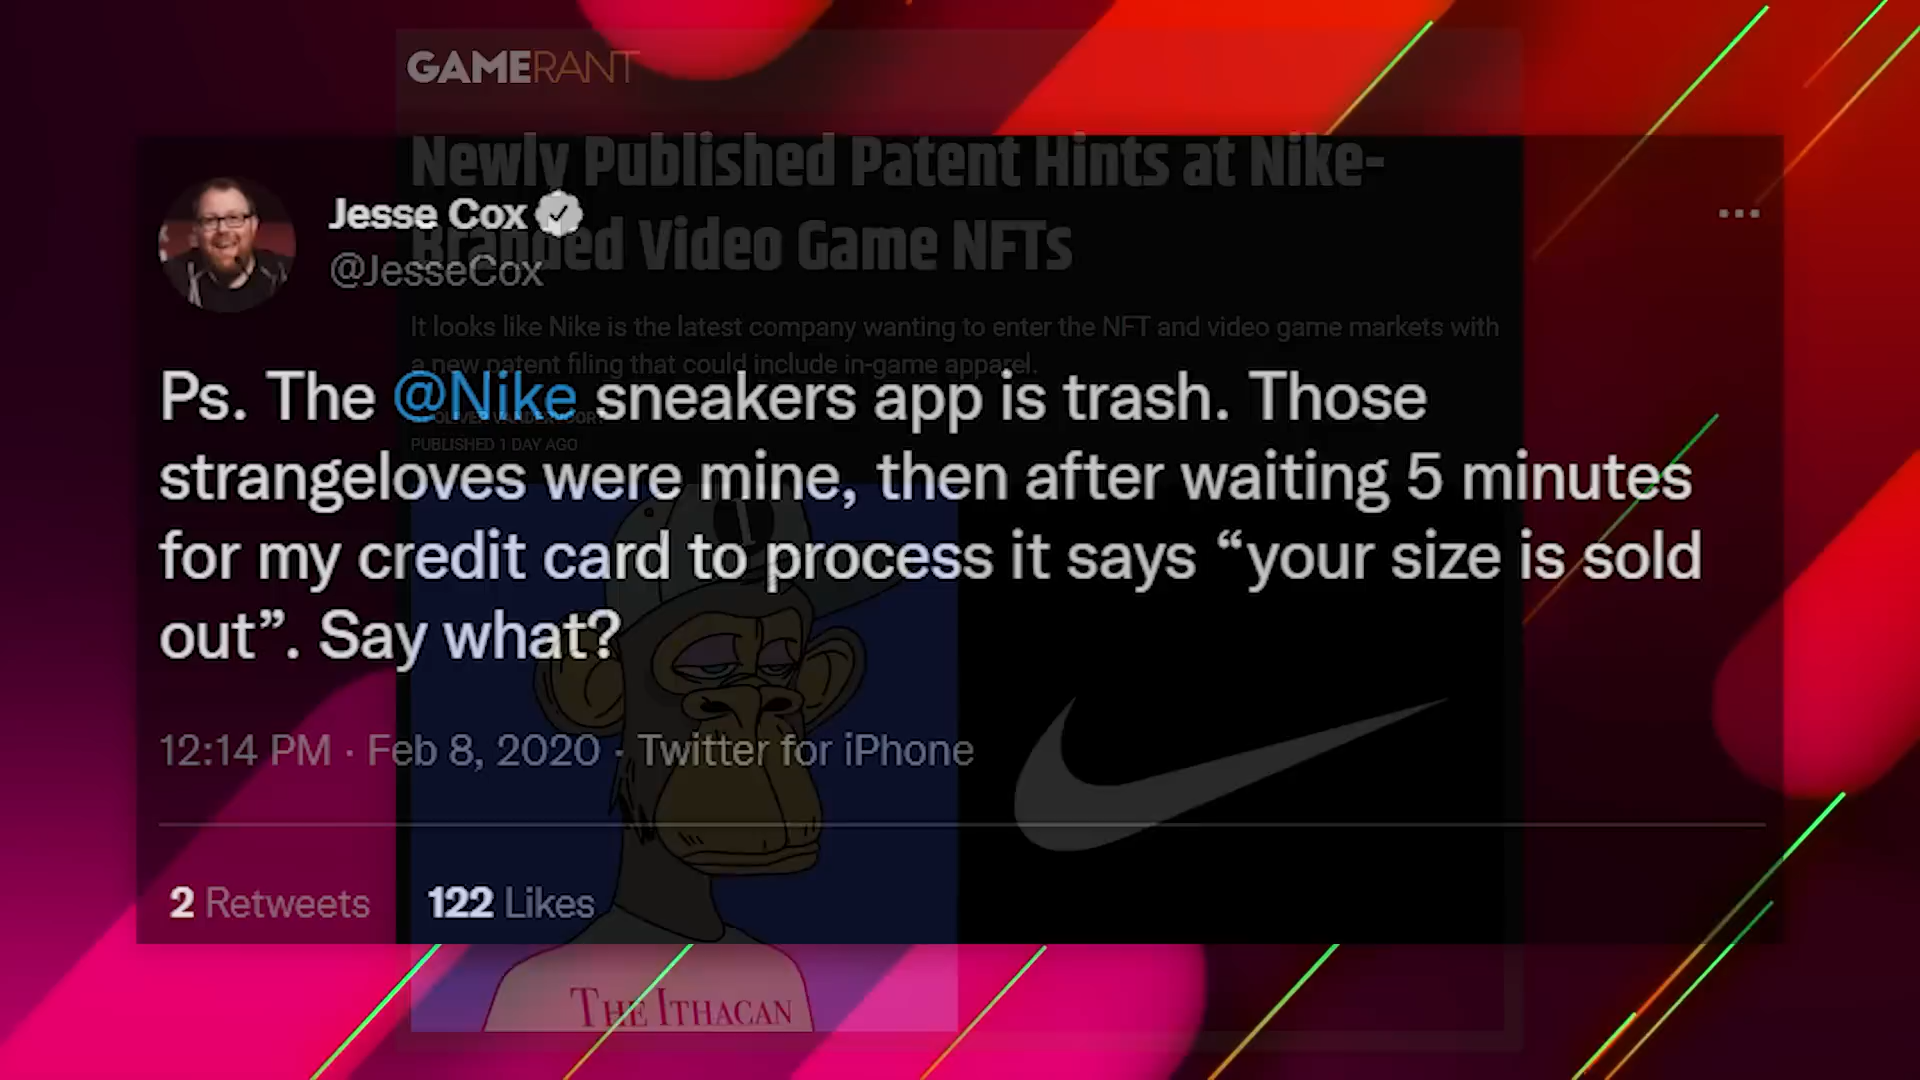 GAMERANT
Newly Published Patent Hints at Nike-
Branded Video Game NFTs
It looks like Nike is the latest company wanting to enter the NFT and video game markets with
a new patent filing that could include in-game apparel.
PUBLISHED 1 DAY AGO
Jesse Cox
@JesseCox
Ps. The @Nike sneakers app is trash. Those
strangeloves were mine, then after waiting 5 minutes
for my credit card to process it says “your size is sold
out”. Say what?
12:14 PM · Feb 8, 2020 · Twitter for iPhone
2 Retweets 122 Likes
THE ITHACAN